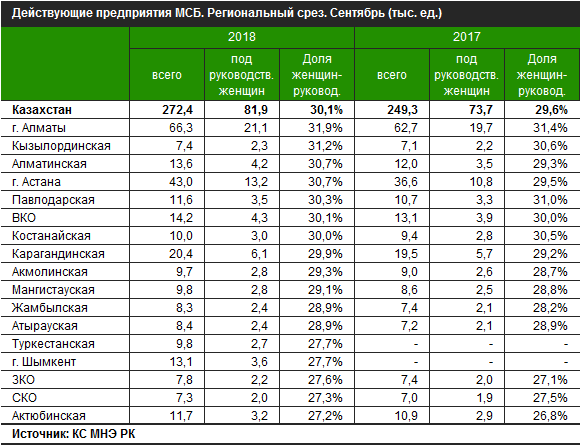 Действующие предприятия МСБ. Региональный срез. Сентябрь (тыс. ед.)
2018 2017
всего под руководств. женщин Доля женщин-руковод. всего под руководств. женщин Доля женщин-руковод.
Казахстан 272,4 81,9 30,1% 249,3 73,7 29,6%
г. Алматы 66,3 21,1 31,9% 62,7 19,7 31,4%
Кызылординская 7,4 2,3 31,2% 7,1 2,2 30,6%
Алматинская 13,6 4,2 30,7% 12,0 3,5 29,3%
г. Астана 43,0 13,2 30,7% 36,6 10,8 29,5%
Павлодарская 11,6 3,5 30,3% 10,7 3,3 31,0%
ВКО 14,2 4,3 30,1% 13,1 3,9 30,0%
Костанайская 10,0 3,0 30,0% 9,4 2,8 30,5%
Карагандинская 20,4 6,1 29,9% 19,5 5,7 29,2%
Акмолинская 9,7 2,8 29,3% 9,0 2,6 28,7%
Мангистауская 9,8 2,8 29,1% 8,6 2,5 28,8%
Жамбылская 8,3 2,4 28,9% 7,4 2,1 28,2%
Атырауская 8,4 2,4 28,9% 7,2 2,1 28,9%
Туркестанская 9,8 2,7 27,7% - - -
г. Шымкент 13,1 3,6 27,7% - - -
ЗКО 7,8 2,2 27,6% 7,4 2,0 27,1%
СКО 7,3 2,0 27,3% 7,0 1,9 27,5%
Актюбинская 11,7 3,2 27,2% 10,9 2,9 26,8%
Источник: КС МНЭ РК